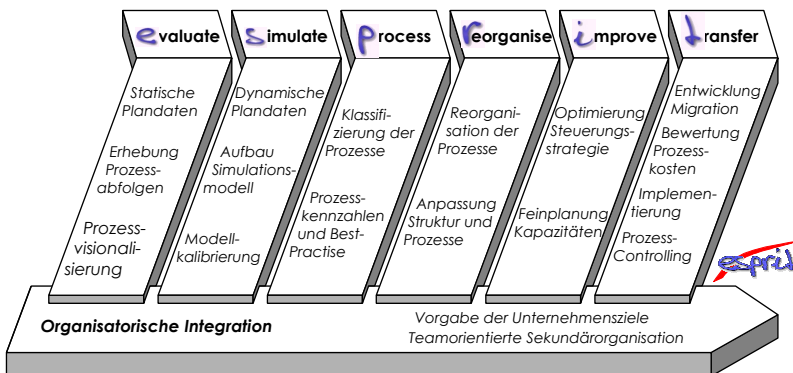 evaluate
simulate
process
reorganise
improve
transfer
Statische
Plandaten
Erhebung
Prozess-
abfolgen
Prozess-
visionali-
sierung
Dynamische
Plandaten
Aufbau
Simulations-
modell
Modell-
kalibrierung
Klassifi-
zierung der
Prozesse
Prozess-
kennzahlen
und Best-
Practise
Reorgani-
sation der
Prozesse
Anpassung
Struktur und
Prozesse
Optimierung
Steuerungs-
strategie
Feinplanung
Kapazitäten
Entwicklung
Migration
Bewertung
Prozess-
kosten
Implemen-
tierung
Prozess-
Controlling
esprit
Organisatorische Integration
Vorgabe der Unternehmensziele
Teamorientierte Sekundärorganisation